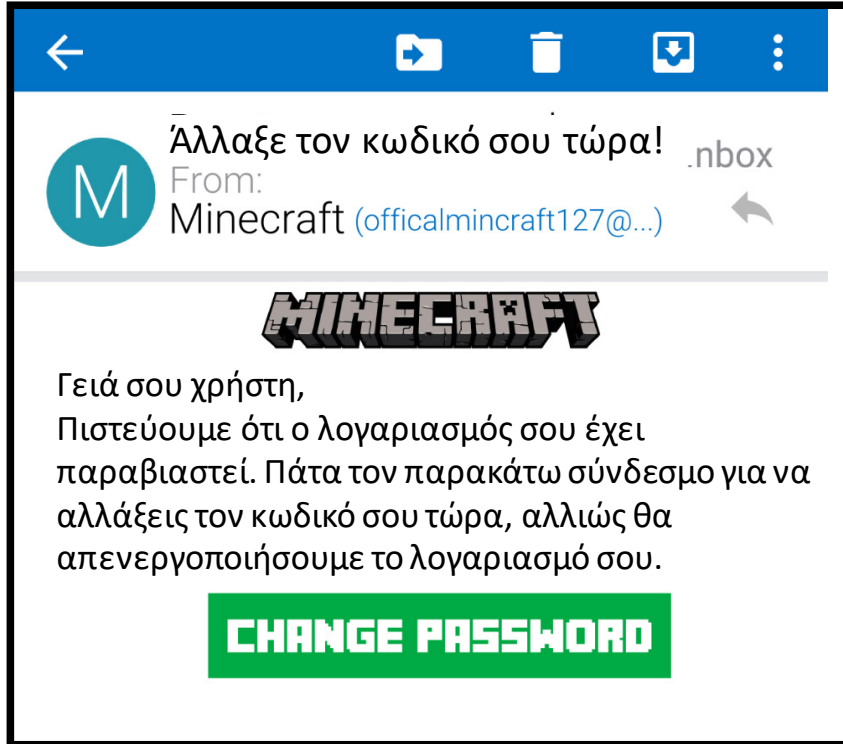 Άλλαξε τον κωδικό σου τώρα!
.nbox
M
From:
Minecraft (officalmincraft127@...)
MINECRAFT
Γειά σου χρήστη,
Πιστεύουμε ότι ο λογαριασμός σου έχει
παραβιαστεί. Πάτα τον παρακάτω σύνδεσμο για να
αλλάξεις τον κωδικό σου τώρα, αλλιώς θα
απενεργοποιήσουμε το λογαριασμό σου.
CHANGE PASSWORD